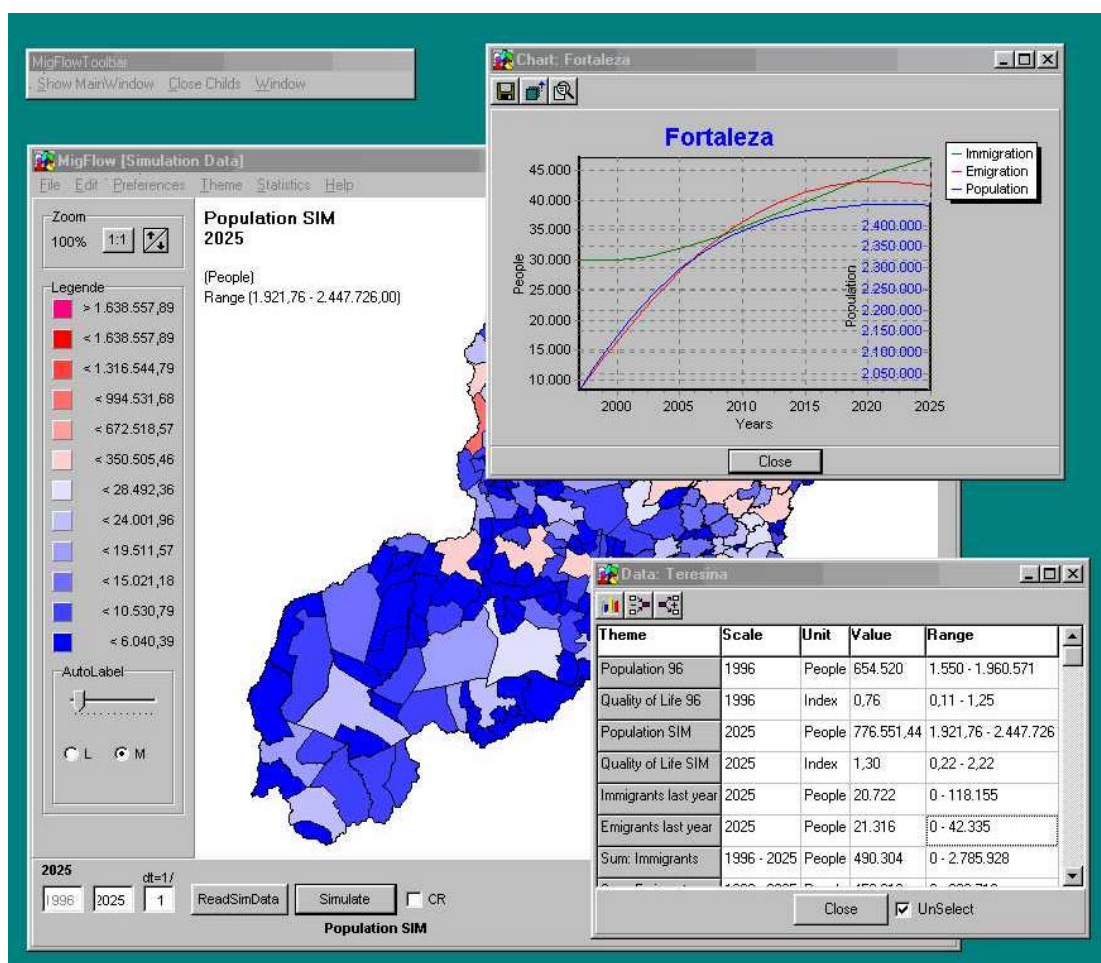 MigFlowToolbar
Show MainWindow Close Childs Window
Chart: Fortaleza
Fortaleza
45.000
40.000
35.000
30.000
25.000
20.000
15.000
10.000
People
2.400.000
2.350.000
2.300.000
2.250.000
2.200.000
2.150.000
2.100.000
2.050.000
Population
2000 2005 2010 2015 2020 2025
Years
Immigration
Emigration
Population
Close
MigFlow [Simulation Data]
File Edit Preferences Theme Statistics Help
Zoom
100% 1:1
Legende
> 1.638.557,89
< 1.638.557,89
< 1.316.544,79
< 994.531,68
< 672.518,57
< 350.505,46
< 28.492,36
< 24.001,96
< 19.511,57
< 15.021,18
< 10.530,79
< 6.040,39
AutoLabel
L M
Population SIM
2025
(People)
Range (1.921,76 - 2.447.726,00)
2025
dt=1/
1996 2025 1 ReadSimData Simulate CR
Population SIM
Data: Teresina
Theme Scale Unit Value Range
Population 96 1996 People 654.520 1.550 - 1.960.571
Quality of Life 96 1996 Index 0,76 0,11 - 1,25
Population SIM 2025 People 776.551,44 1.921,76 - 2.447.726
Quality of Life SIM 2025 Index 1,30 0,22 - 2,22
Immigrants last year 2025 People 20.722 0 - 118.155
Emigrants last year 2025 People 21.316 0 - 42.335
Sum: Immigrants 1996 - 2025 People 490.304 0 - 2.785.928
Close UnSelect